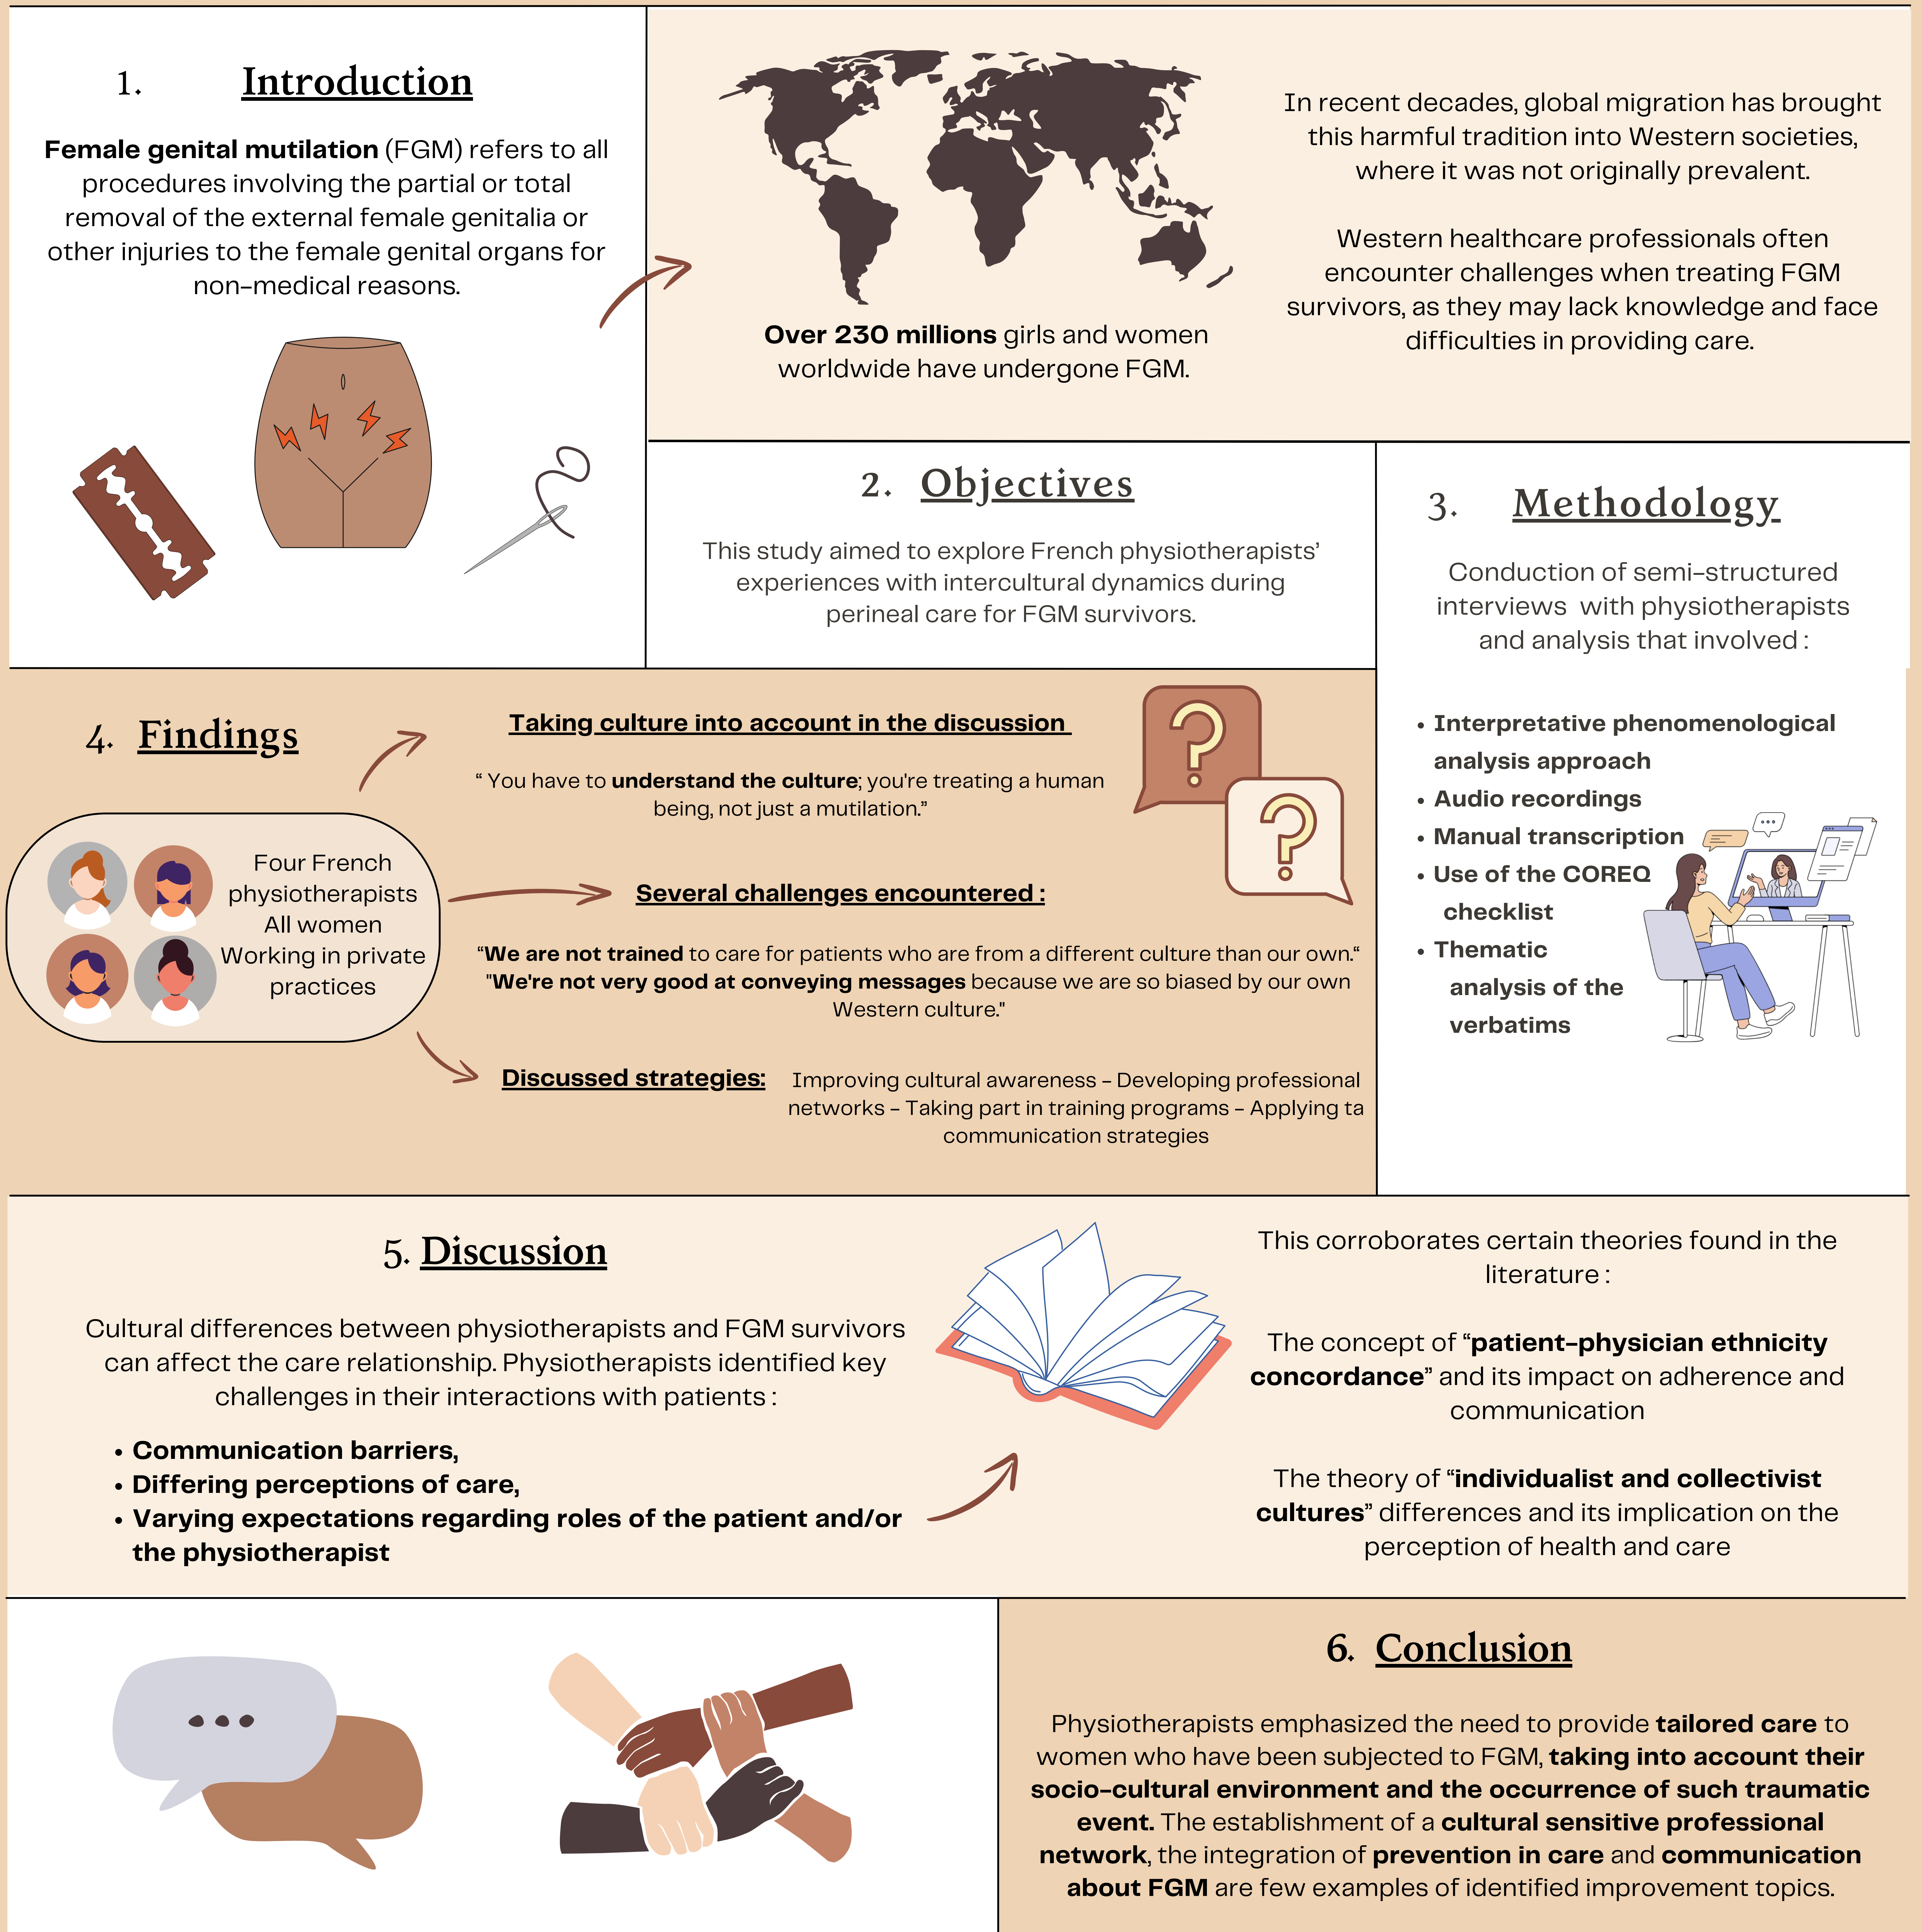 1. Introduction
Female genital mutilation (FGM) refers to all
procedures involving the partial or total
removal of the external female genitalia or
other injuries to the female genital organs for
non-medical reasons.
Over 230 millions girls and women
worldwide have undergone FGM.
In recent decades, global migration has brought
this harmful tradition into Western societies,
where it was not originally prevalent.
Western healthcare professionals often
encounter challenges when treating FGM
survivors, as they may lack knowledge and face
difficulties in providing care.
2. Objectives
This study aimed to explore French physiotherapists’
experiences with intercultural dynamics during
perineal care for FGM survivors.
3. Methodology
Conduction of semi-structured
interviews with physiotherapists
and analysis that involved :
• Interpretative phenomenological
analysis approach
• Audio recordings
• Manual transcription
• Use of the COREQ
checklist
• Thematic
analysis of the
verbatims
4. Findings
Four French
physiotherapists
All women
Working in private
practices
Taking culture into account in the discussion
“ You have to understand the culture; you're treating a human
being, not just a mutilation.”
Several challenges encountered :
“We are not trained to care for patients who are from a different culture than our own.“
"We're not very good at conveying messages because we are so biased by our own
Western culture."
Discussed strategies:
Improving cultural awareness - Developing professional
networks - Taking part in training programs - Applying ta
communication strategies
5. Discussion
Cultural differences between physiotherapists and FGM survivors
can affect the care relationship. Physiotherapists identified key
challenges in their interactions with patients :
• Communication barriers,
• Differing perceptions of care,
• Varying expectations regarding roles of the patient and/or
the physiotherapist
This corroborates certain theories found in the
literature :
The concept of “patient-physician ethnicity
concordance” and its impact on adherence and
communication
The theory of “individualist and collectivist
cultures” differences and its implication on the
perception of health and care
6. Conclusion
Physiotherapists emphasized the need to provide tailored care to
women who have been subjected to FGM, taking into account their
socio-cultural environment and the occurrence of such traumatic
event. The establishment of a cultural sensitive professional
network, the integration of prevention in care and communication
about FGM are few examples of identified improvement topics.